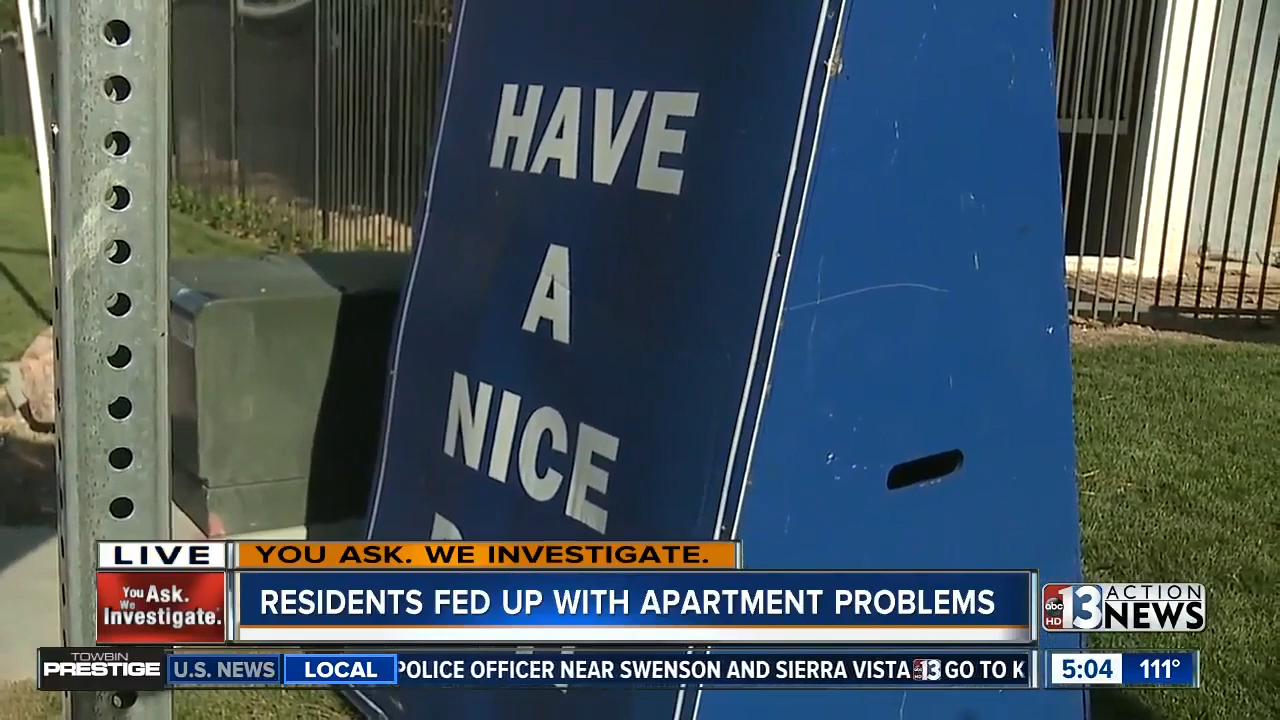 HAVE
A
NICE
LIVE
YOU ASK. WE INVESTIGATE.
You Ask.
We
Investigate.
RESIDENTS FED UP WITH APARTMENT PROBLEMS
abc
HD
13 ACTION
NEWS
TOWBIN
PRESTIGE
U.S. NEWS
LOCAL
POLICE OFFICER NEAR SWENSON AND SIERRA VISTA 13 GO TO K
5:04
111°